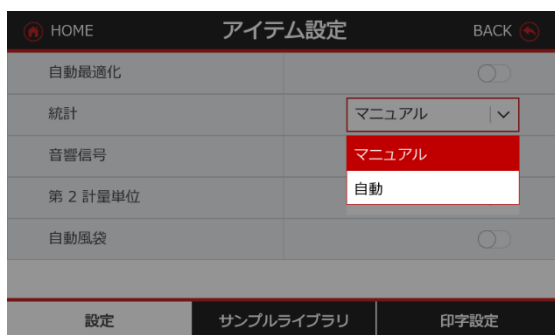 HOME アイテム設定 BACK
自動最適化
統計 マニュアル
音響信号 マニュアル
自動
第 2 計量単位
自動風袋
設定 サンプルライブラリ 印字設定